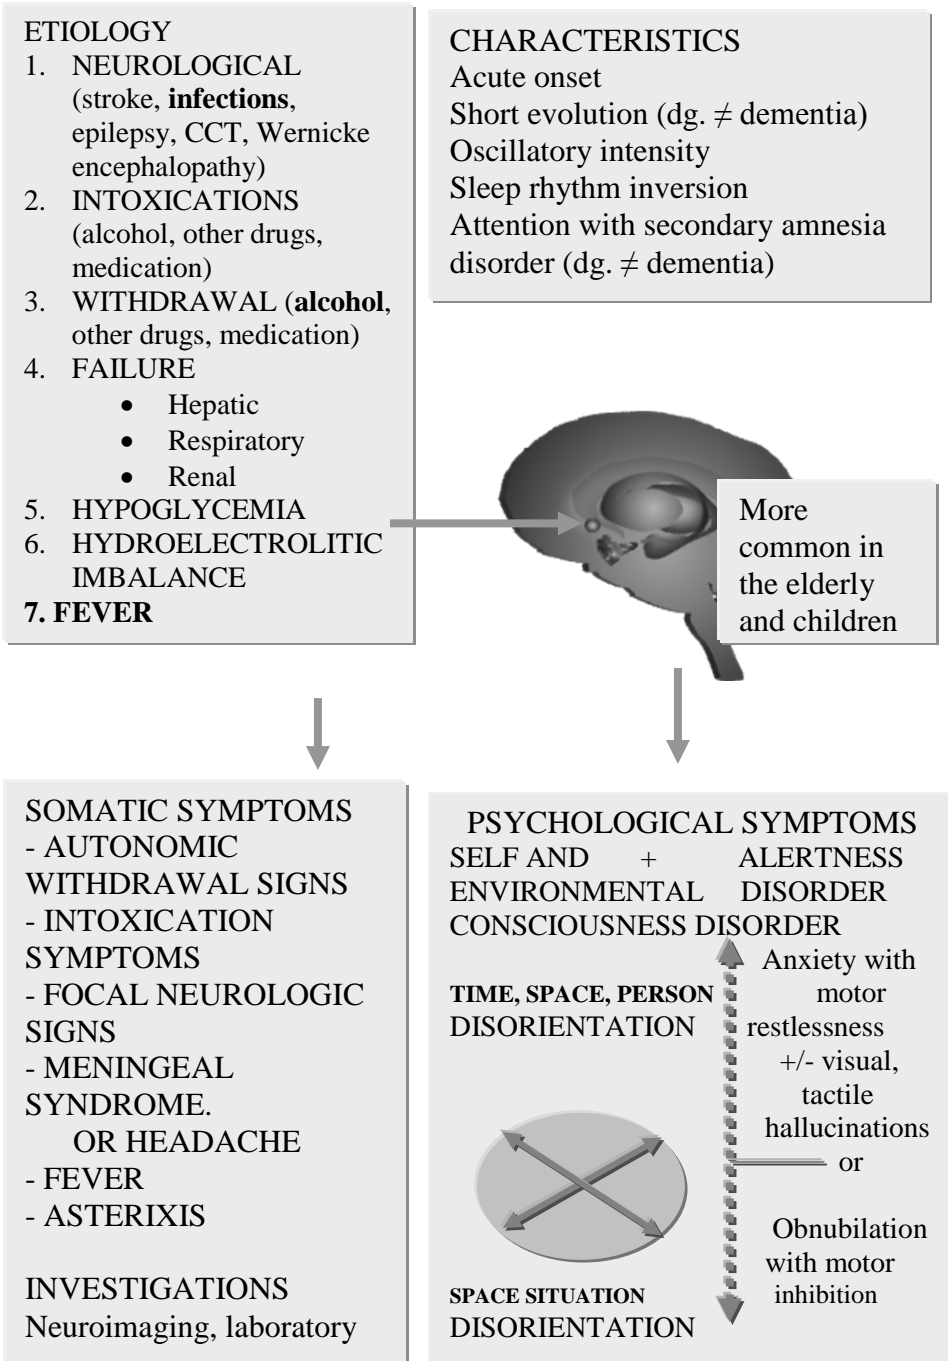 ETIOLOGY
1. NEUROLOGICAL
(stroke, infections,
epilepsy, CCT, Wernicke
encephalopathy)
2. INTOXICATIONS
(alcohol, other drugs,
medication)
3. WITHDRAWAL (alcohol,
other drugs, medication)
4. FAILURE
• Hepatic
• Respiratory
• Renal
5. HYPOGLYCEMIA
6. HYDROELECTROLITIC
IMBALANCE
7. FEVER
CHARACTERISTICS
Acute onset
Short evolution (dg. ≠ dementia)
Oscillatory intensity
Sleep rhythm inversion
Attention with secondary amnesia
disorder (dg. ≠ dementia)
More
common in
the elderly
and children
SOMATIC SYMPTOMS
- AUTONOMIC
WITHDRAWAL SIGNS
- INTOXICATION
SYMPTOMS
- FOCAL NEUROLOGIC
SIGNS
- MENINGEAL
SYNDROME.
OR HEADACHE
- FEVER
- ASTERIXIS
INVESTIGATIONS
Neuroimaging, laboratory
PSYCHOLOGICAL SYMPTOMS
SELF AND + ALERTNESS
ENVIRONMENTAL DISORDER
CONSCIOUSNESS DISORDER
TIME, SPACE, PERSON
DISORIENTATION
Anxiety with
motor
restlessness
+/- visual,
tactile
hallucinations
or
Obnubilation
with motor
inhibition
SPACE SITUATION
DISORIENTATION